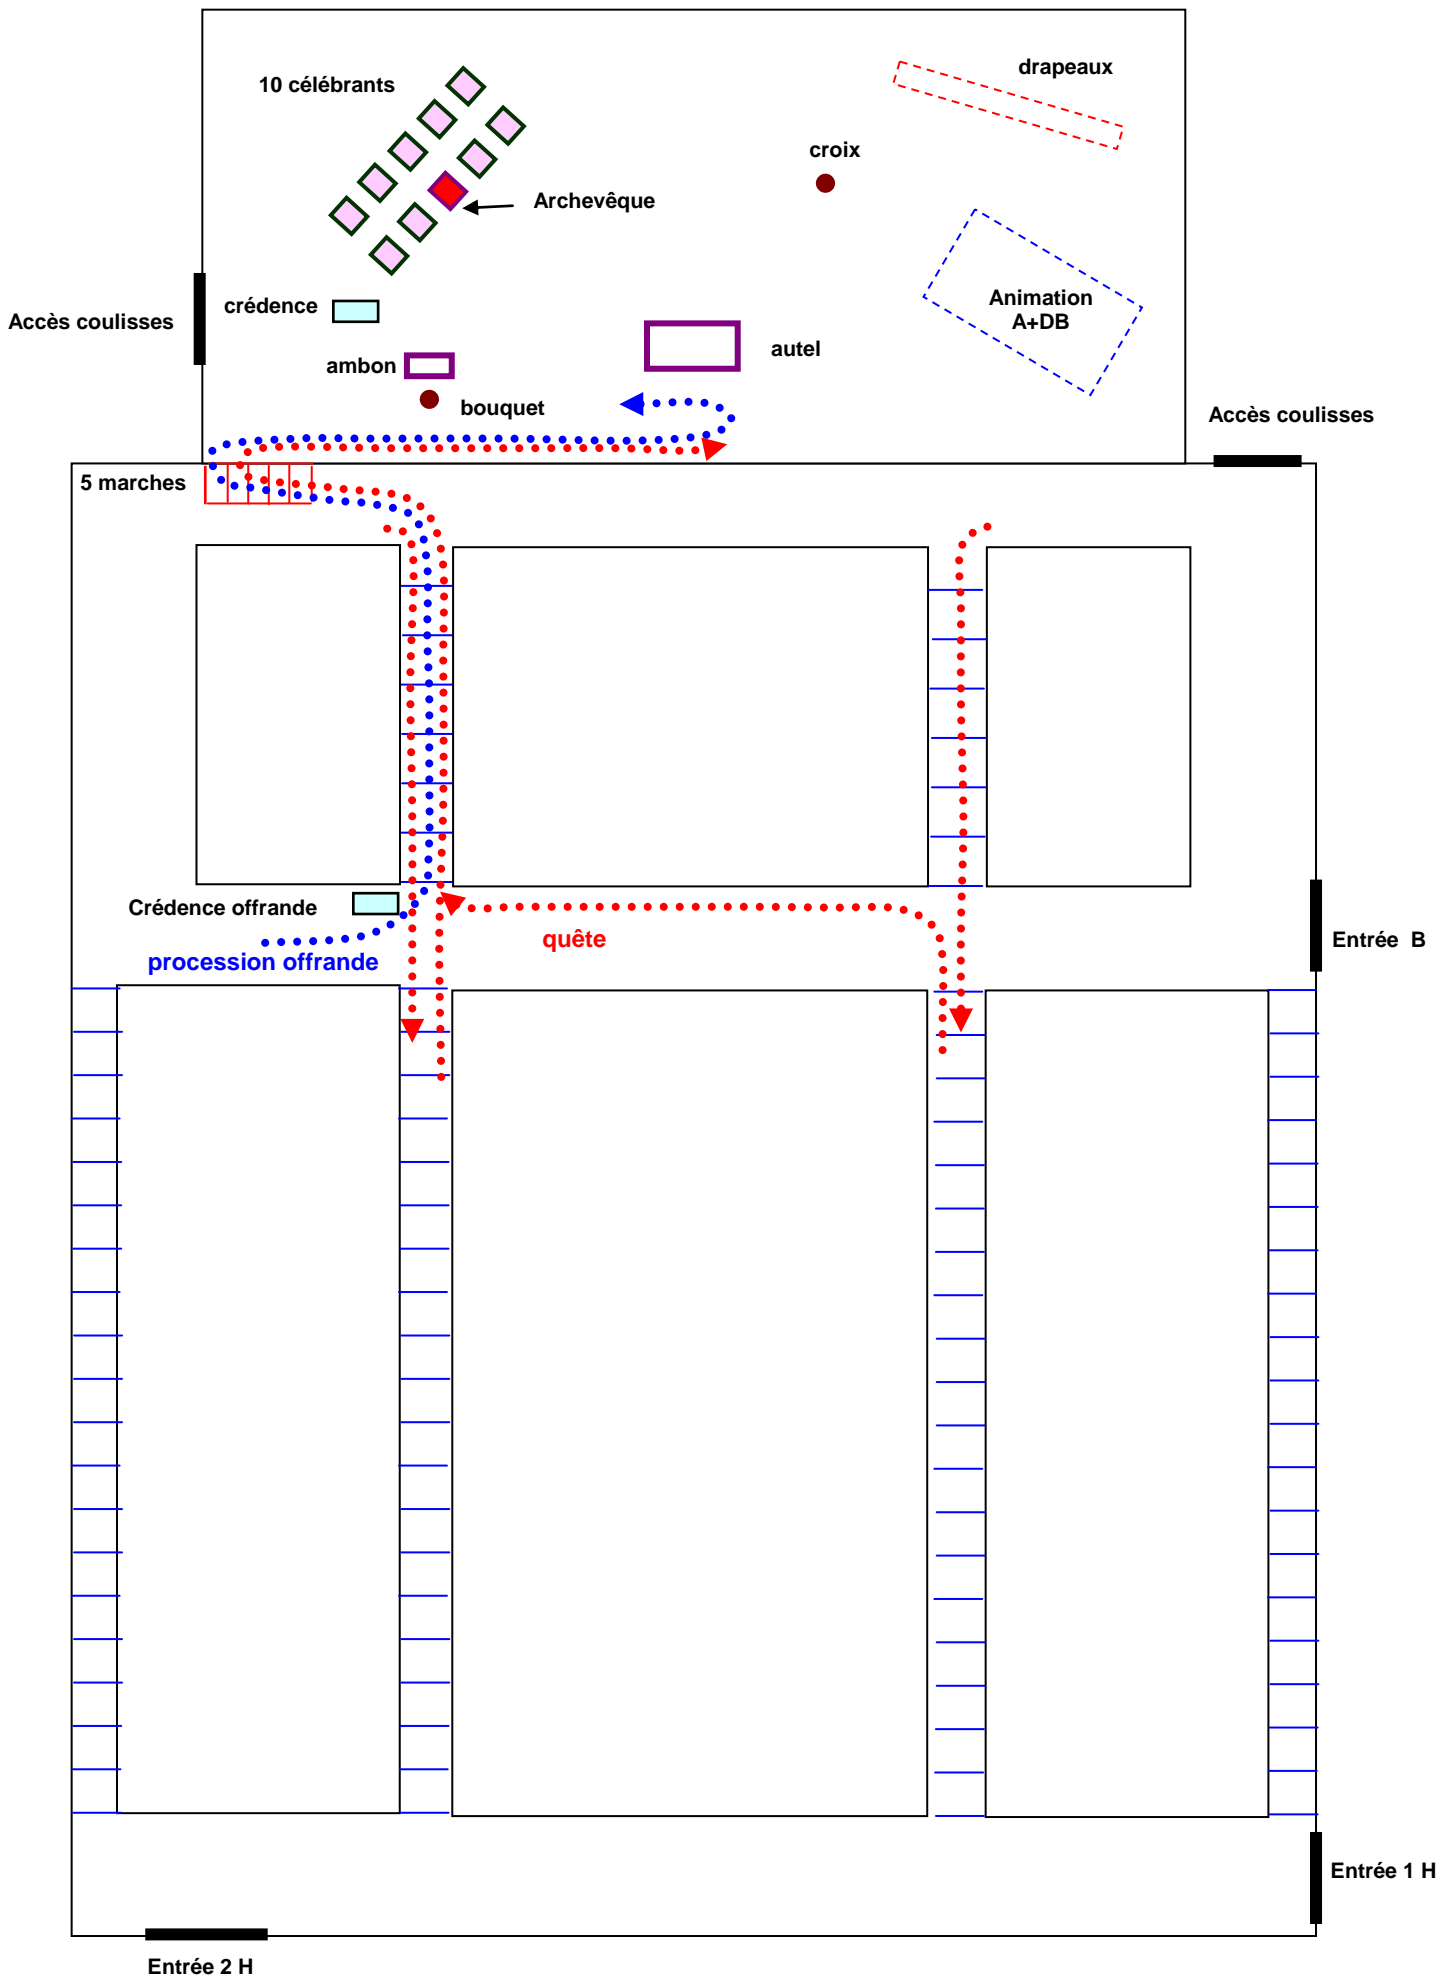 drapeaux
10 célébrants
croix
Archevêque
Animation
A+DB
crédence
Accès coulisses
autel
ambon
bouquet
Accès coulisses
5 marches
Crédence offrande
quête
Entrée  B
procession offrande
Entrée 1 H
Entrée 2 H